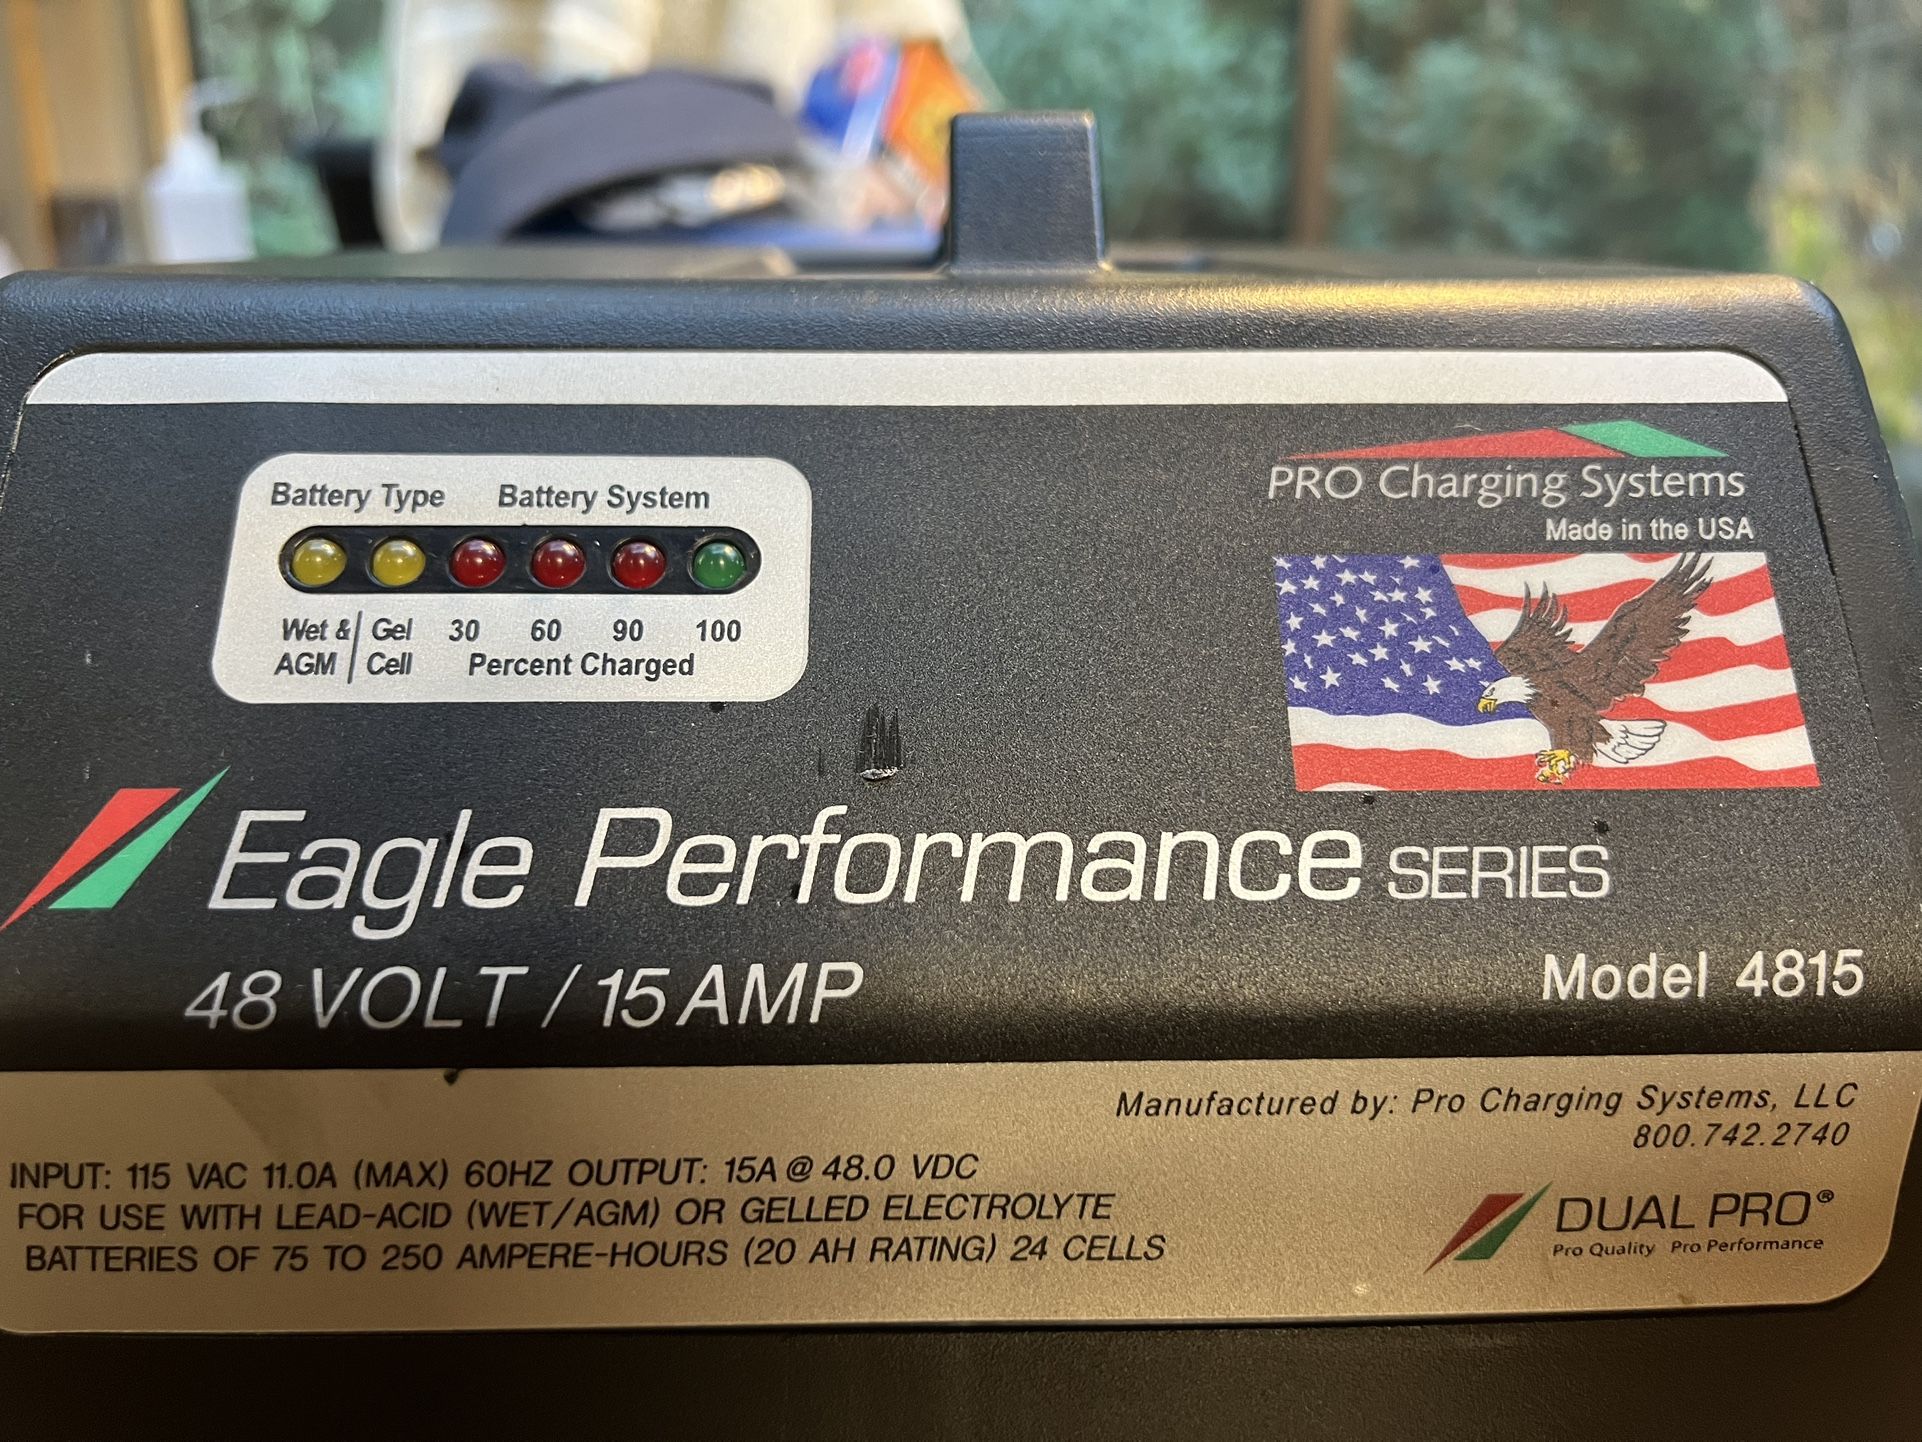 Battery Type Battery System
Wet & AGM Gel Cell 30 60 90 100
Percent Charged
PRO Charging Systems
Made in the USA
Eagle Performance SERIES
48 VOLT / 15 AMP
Model 4815
Manufactured by: Pro Charging Systems, LLC
800.742.2740
INPUT: 115 VAC 11.0A (MAX) 60HZ OUTPUT: 15A @ 48.0 VDC
FOR USE WITH LEAD-ACID (WET/AGM) OR GELLED ELECTROLYTE
BATTERIES OF 75 TO 250 AMPERE-HOURS (20 AH RATING) 24 CELLS
DUAL PRO®
Pro Quality Pro Performance